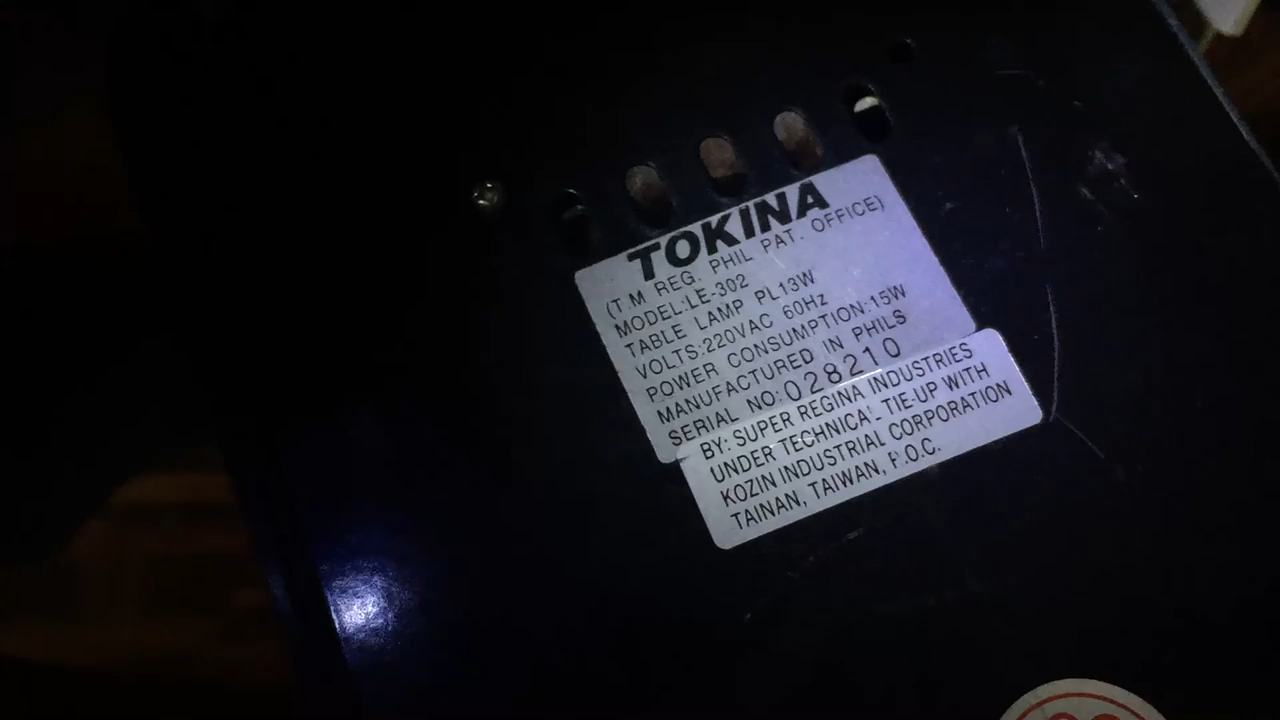 TOKINA
(T.M REG. PHIL PAT. OFFICE)
MODEL:LE-302
TABLE LAMP PL13W
VOLTS:220VAC 60Hz
POWER CONSUMPTION:15W
MANUFACTURED IN PHILS
SERIAL NO:028210
BY: SUPER REGINA INDUSTRIES
UNDER TECHNICAL TIE-UP WITH
KOZIN INDUSTRIAL CORPORATION
TAINAN, TAIWAN, R.O.C.